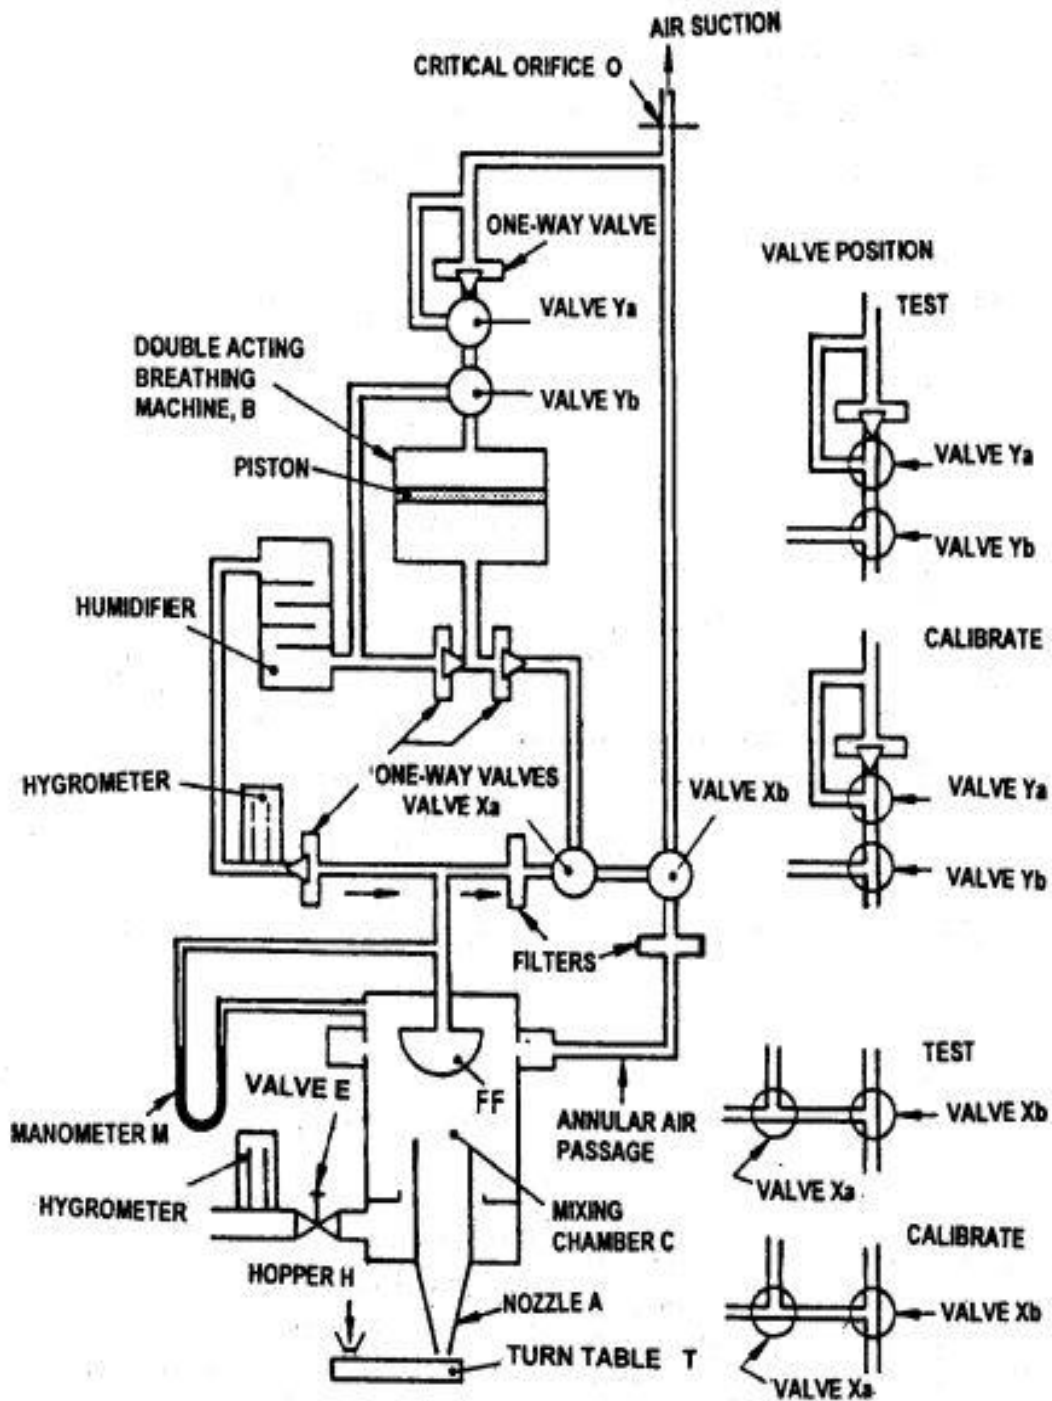 AIR SUCTION
CRITICAL ORIFICE O
ONE-WAY VALVE
VALVE Ya
DOUBLE ACTING
BREATHING
MACHINE, B
VALVE Yb
PISTON
HUMIDIFIER
HYGROMETER
ONE-WAY VALVES
VALVE Xa
VALVE Xb
FILTERS
FF
VALVE E
MANOMETER M
ANNULAR AIR
PASSAGE
HYGROMETER
MIXING
CHAMBER C
HOPPER H
NOZZLE A
TURN TABLE T
VALVE POSITION
TEST
VALVE Ya
VALVE Yb
CALIBRATE
VALVE Ya
VALVE Yb
TEST
VALVE Xb
VALVE Xa
CALIBRATE
VALVE Xb
VALVE Xa